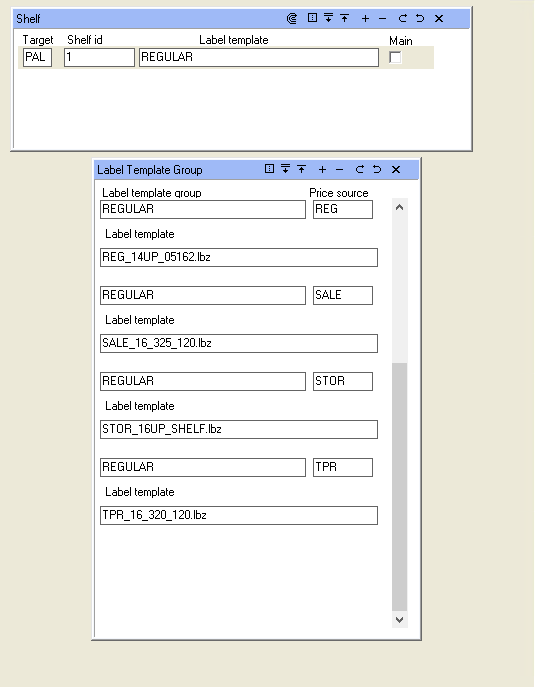 Shelf
Target Shelf id Label template Main
PAL 1 REGULAR
Label Template Group
Label template group Price source
REGULAR REG
Label template
REG_14UP_05162.lbz
REGULAR SALE
Label template
SALE_16_325_120.lbz
REGULAR STOR
Label template
STOR_16UP_SHELF.lbz
REGULAR TPR
Label template
TPR_16_320_120.lbz